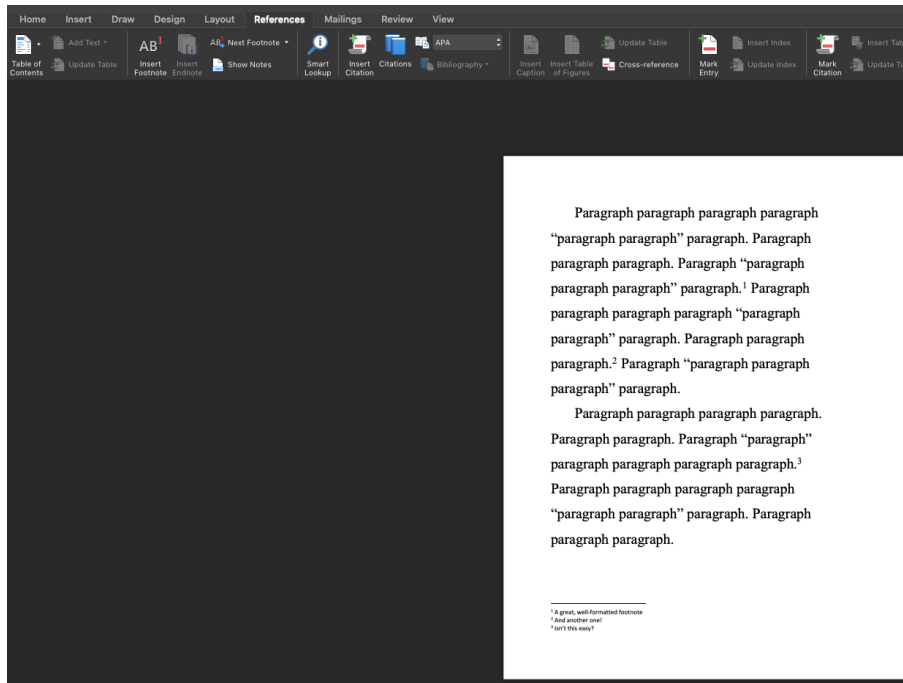 Home Insert Draw Design Layout References Mailings Review View
Table of Contents
Add Text
Update Table
AB1 Insert Footnote
Insert Endnote
AB1 Next Footnote
Show Notes
Smart Lookup
Insert Citation
Citations
APA
Bibliography
Insert Caption
Insert Table of Figures
Update Table
Cross-reference
Mark Entry
Insert Index
Update Index
Mark Citation
Insert
Update
Paragraph paragraph paragraph paragraph
“paragraph paragraph” paragraph. Paragraph
paragraph paragraph. Paragraph “paragraph
paragraph paragraph” paragraph.1 Paragraph
paragraph paragraph paragraph “paragraph
paragraph” paragraph. Paragraph paragraph
paragraph.2 Paragraph “paragraph paragraph
paragraph” paragraph.
Paragraph paragraph paragraph paragraph.
Paragraph paragraph. Paragraph “paragraph”
paragraph paragraph paragraph paragraph.3
Paragraph paragraph paragraph paragraph
“paragraph paragraph” paragraph. Paragraph
paragraph paragraph.
1 A great, well-formatted footnote
2 And another one!
3 Isn't this easy?